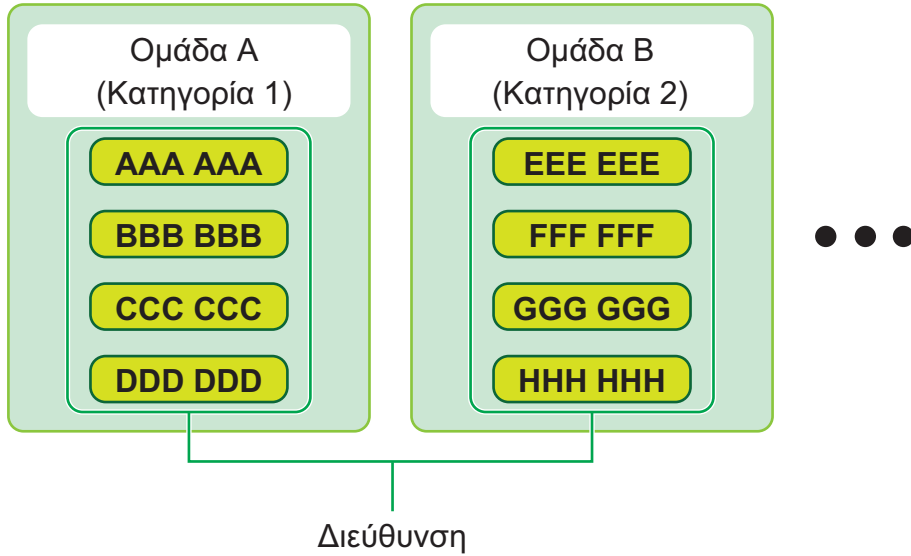 Ομάδα Α
(Κατηγορία 1)
AAA AAA
BBB BBB
CCC CCC
DDD DDD
Ομάδα Β
(Κατηγορία 2)
EEE EEE
FFF FFF
GGG GGG
HHH HHH
Διεύθυνση